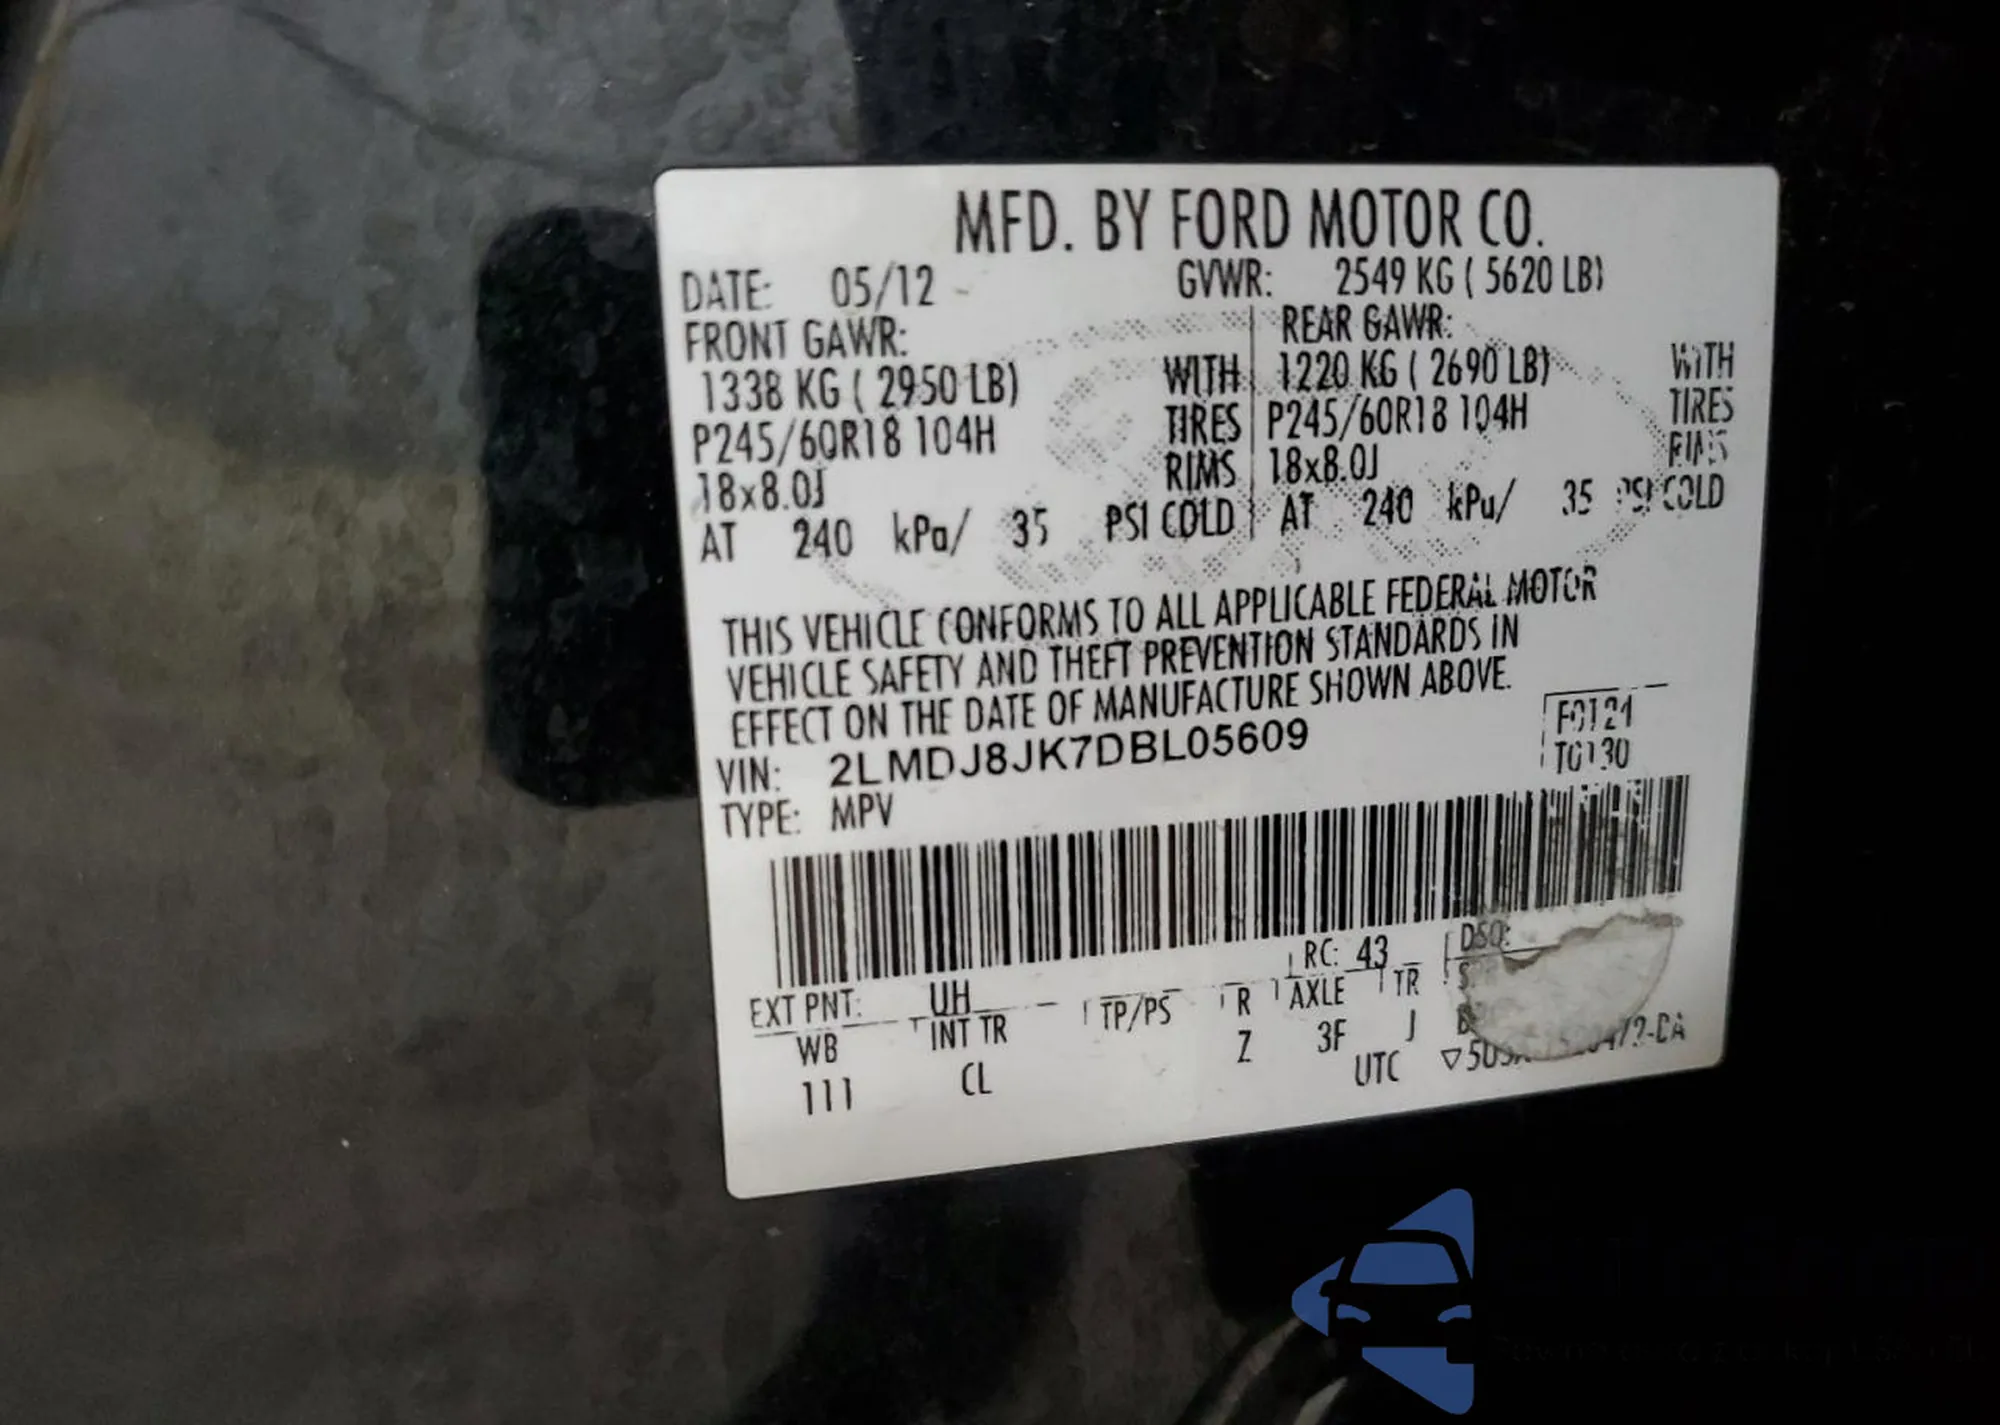 MFD. BY FORD MOTOR CO.
DATE: 05/12 GVWR: 2549 KG ( 5620 LB)
FRONT GAWR: REAR GAWR:
1338 KG ( 2950 LB) WITH 1220 KG ( 2690 LB) WITH
P245/60R18 104H TIRES P245/60R18 104H TIRES
18x8.0J RIMS 18x8.0J RIMS
AT 240 kPa/ 35 PSI COLD AT 240 kPa/ 35 PSI COLD
THIS VEHICLE CONFORMS TO ALL APPLICABLE FEDERAL MOTOR
VEHICLE SAFETY AND THEFT PREVENTION STANDARDS IN
EFFECT ON THE DATE OF MANUFACTURE SHOWN ABOVE.
F0121
T0130
VIN: 2LMDJ8JK7DBL05609
TYPE: MPV
EXT PNT: UH RC: 43 DSO:
WB INT TR TP/PS R AXLE TR
111 CL Z 3F J
UTC